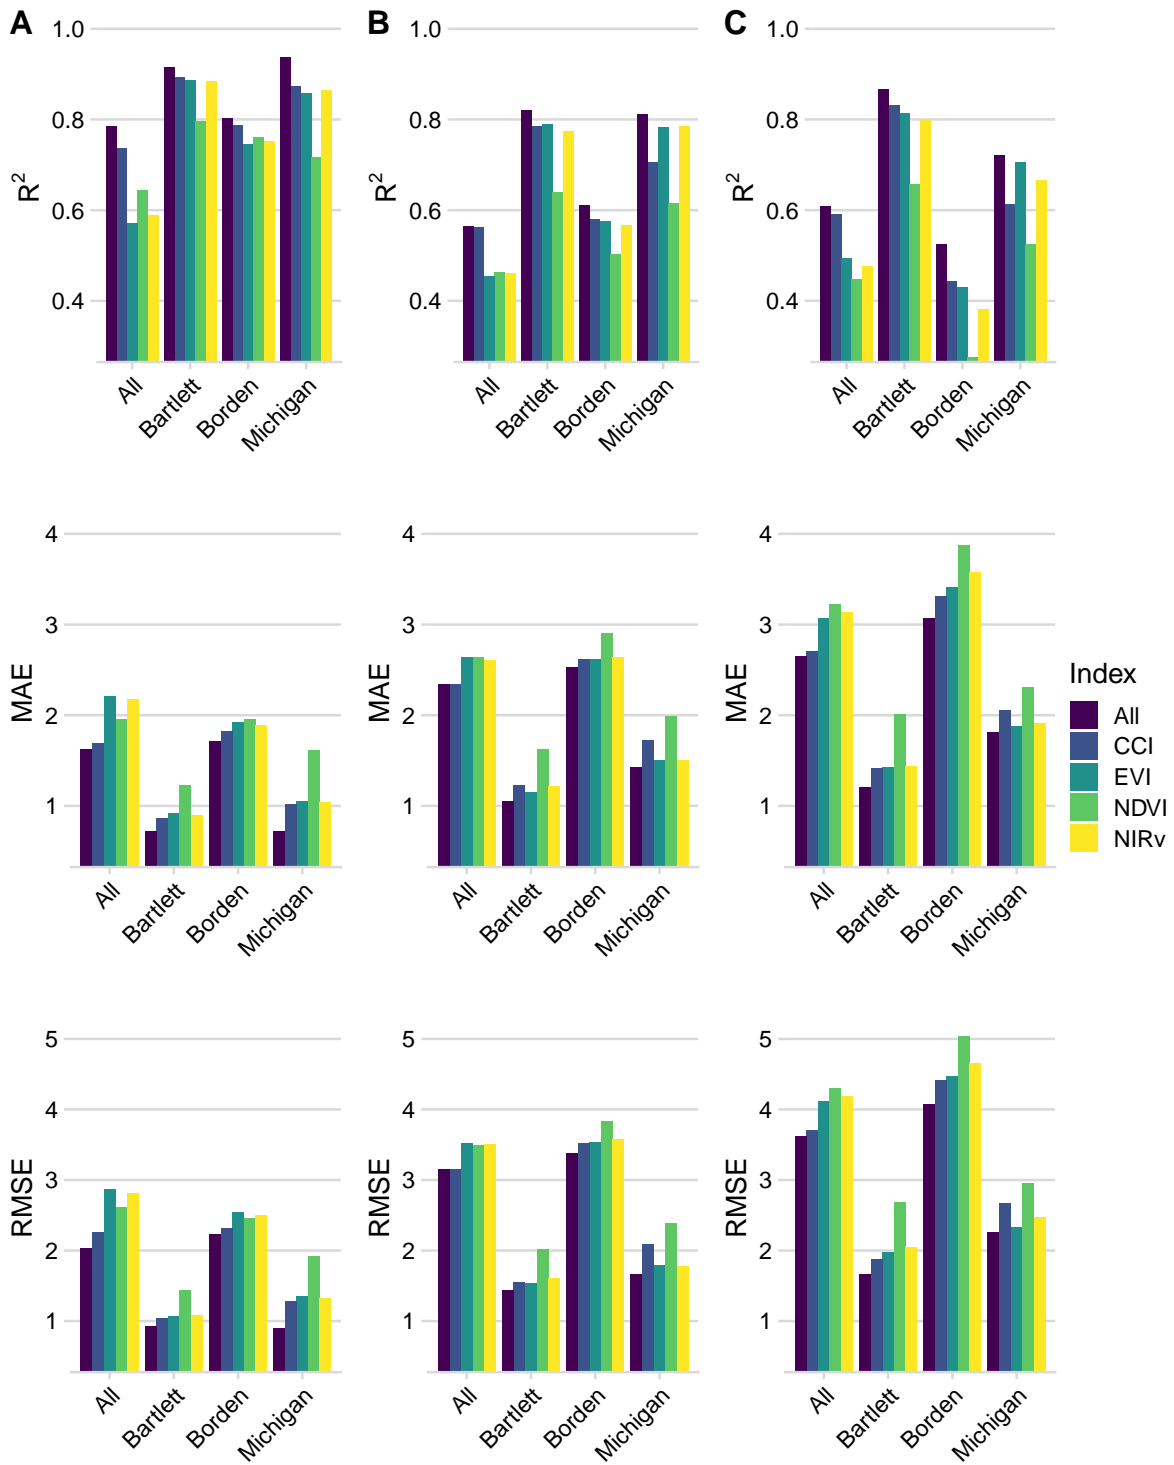 A
B
C
1.0
0.8
0.6
0.4
R2
All
Bartlett
Borden
Michigan
1.0
0.8
0.6
0.4
R2
All
Bartlett
Borden
Michigan
1.0
0.8
0.6
0.4
R2
All
Bartlett
Borden
Michigan
4
3
2
1
MAE
All
Bartlett
Borden
Michigan
4
3
2
1
MAE
All
Bartlett
Borden
Michigan
4
3
2
1
MAE
All
Bartlett
Borden
Michigan
Index
All
CCI
EVI
NDVI
NIRv
5
4
3
2
1
RMSE
All
Bartlett
Borden
Michigan
5
4
3
2
1
RMSE
All
Bartlett
Borden
Michigan
5
4
3
2
1
RMSE
All
Bartlett
Borden
Michigan